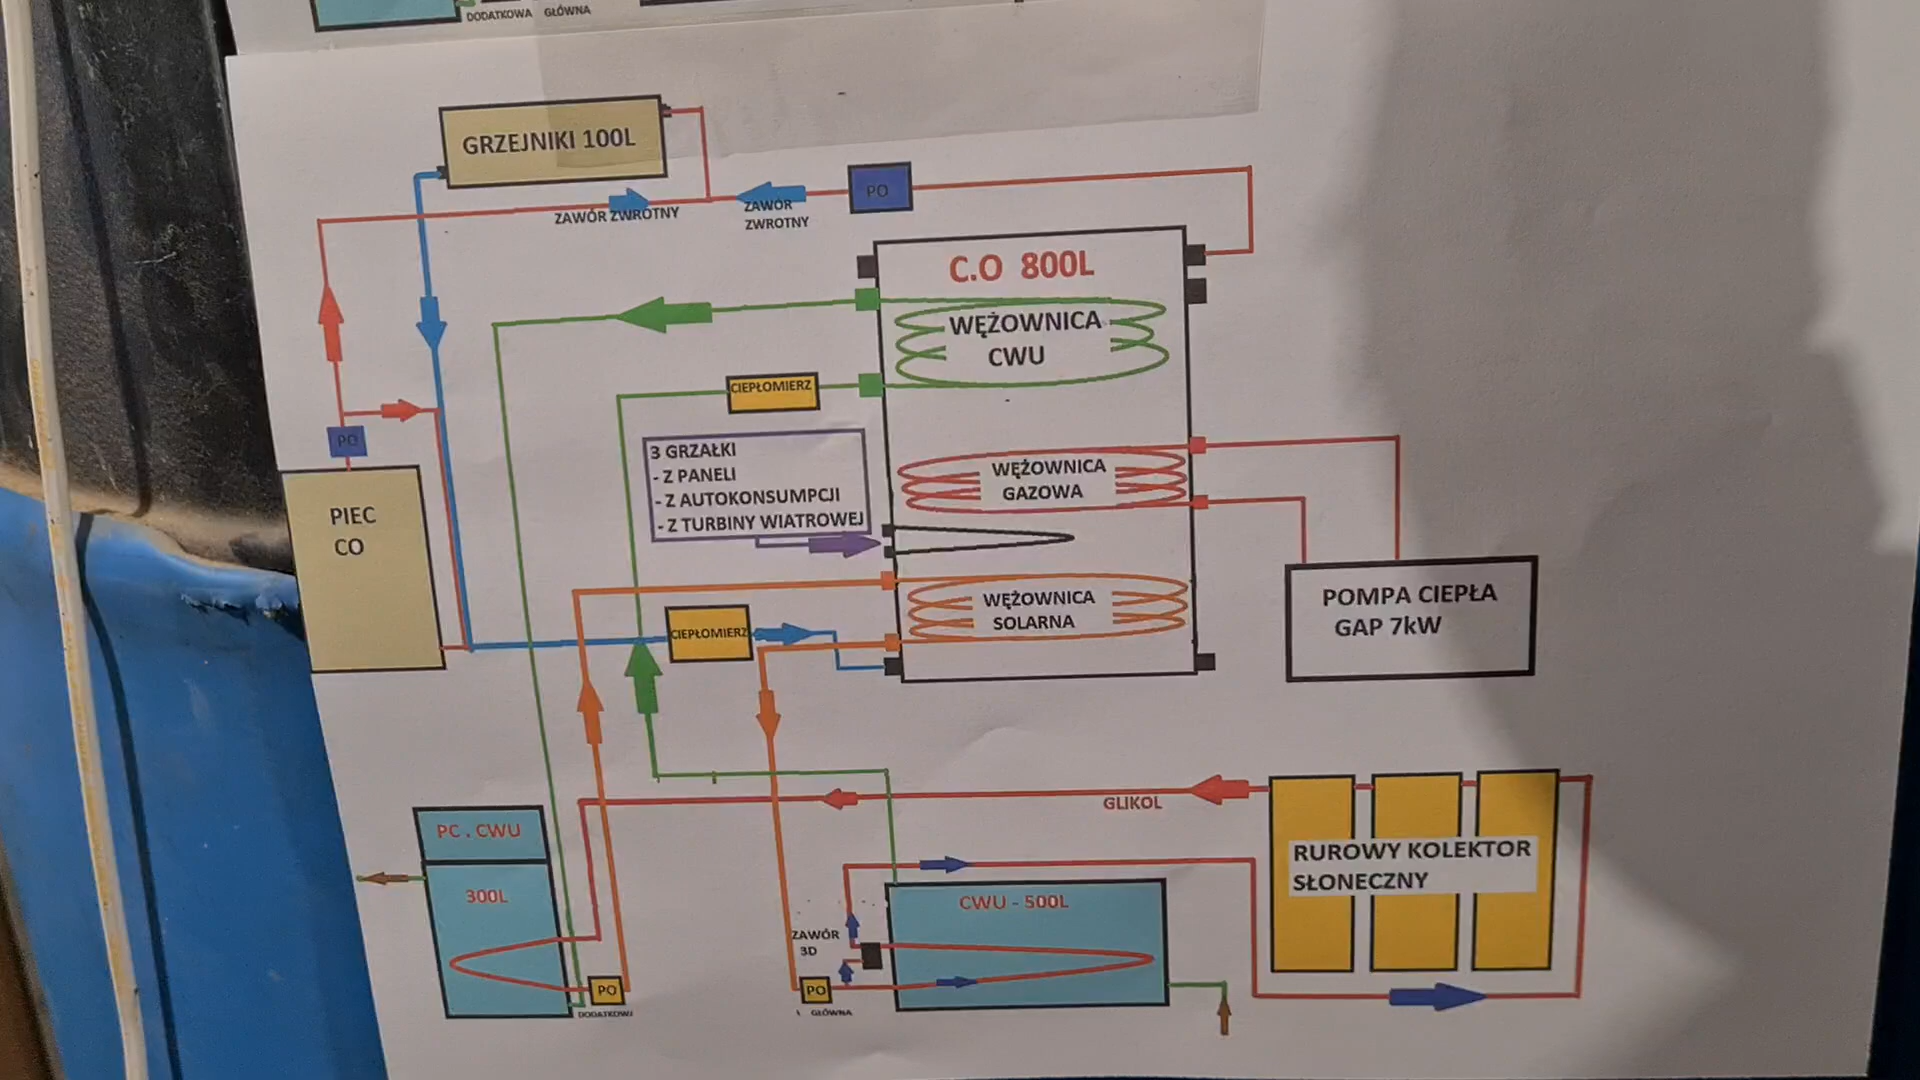 DODATKOWA GŁÓWNA
GRZEJNIKI 100L
ZAWÓR ZWROTNY
ZAWÓR
ZWROTNY
PO
C.O 800L
WĘŻOWNICA
CWU
CIEPŁOMIERZ
PO
3 GRZAŁKI
- Z PANELI
- Z AUTOKONSUMPCJI
- Z TURBINY WIATROWEJ
WĘŻOWNICA
GAZOWA
PIEC
CO
WĘŻOWNICA
SOLARNA
CIEPŁOMIERZ
POMPA CIEPŁA
GAP 7kW
GLIKOL
PC . CWU
300L
RUROWY KOLEKTOR
SŁONECZNY
CWU - 500L
ZAWÓR
3D
PO
DODATKOWA
PO
GŁÓWNA